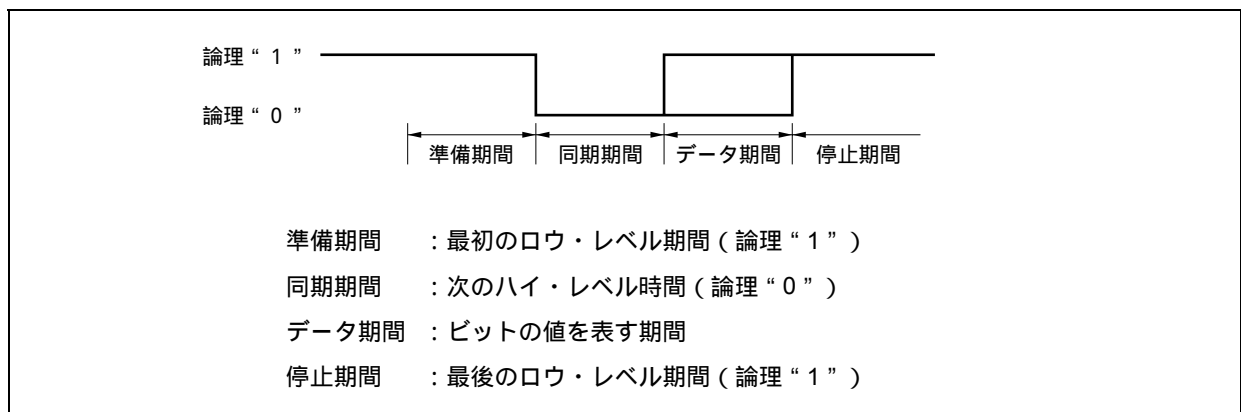 論理“1”
論理“0”
準備期間 同期期間 データ期間 停止期間
準備期間 :最初のロウ・レベル期間(論理“1”)
同期期間 :次のハイ・レベル時間(論理“0”)
データ期間 :ビットの値を表す期間
停止期間 :最後のロウ・レベル期間(論理“1”)